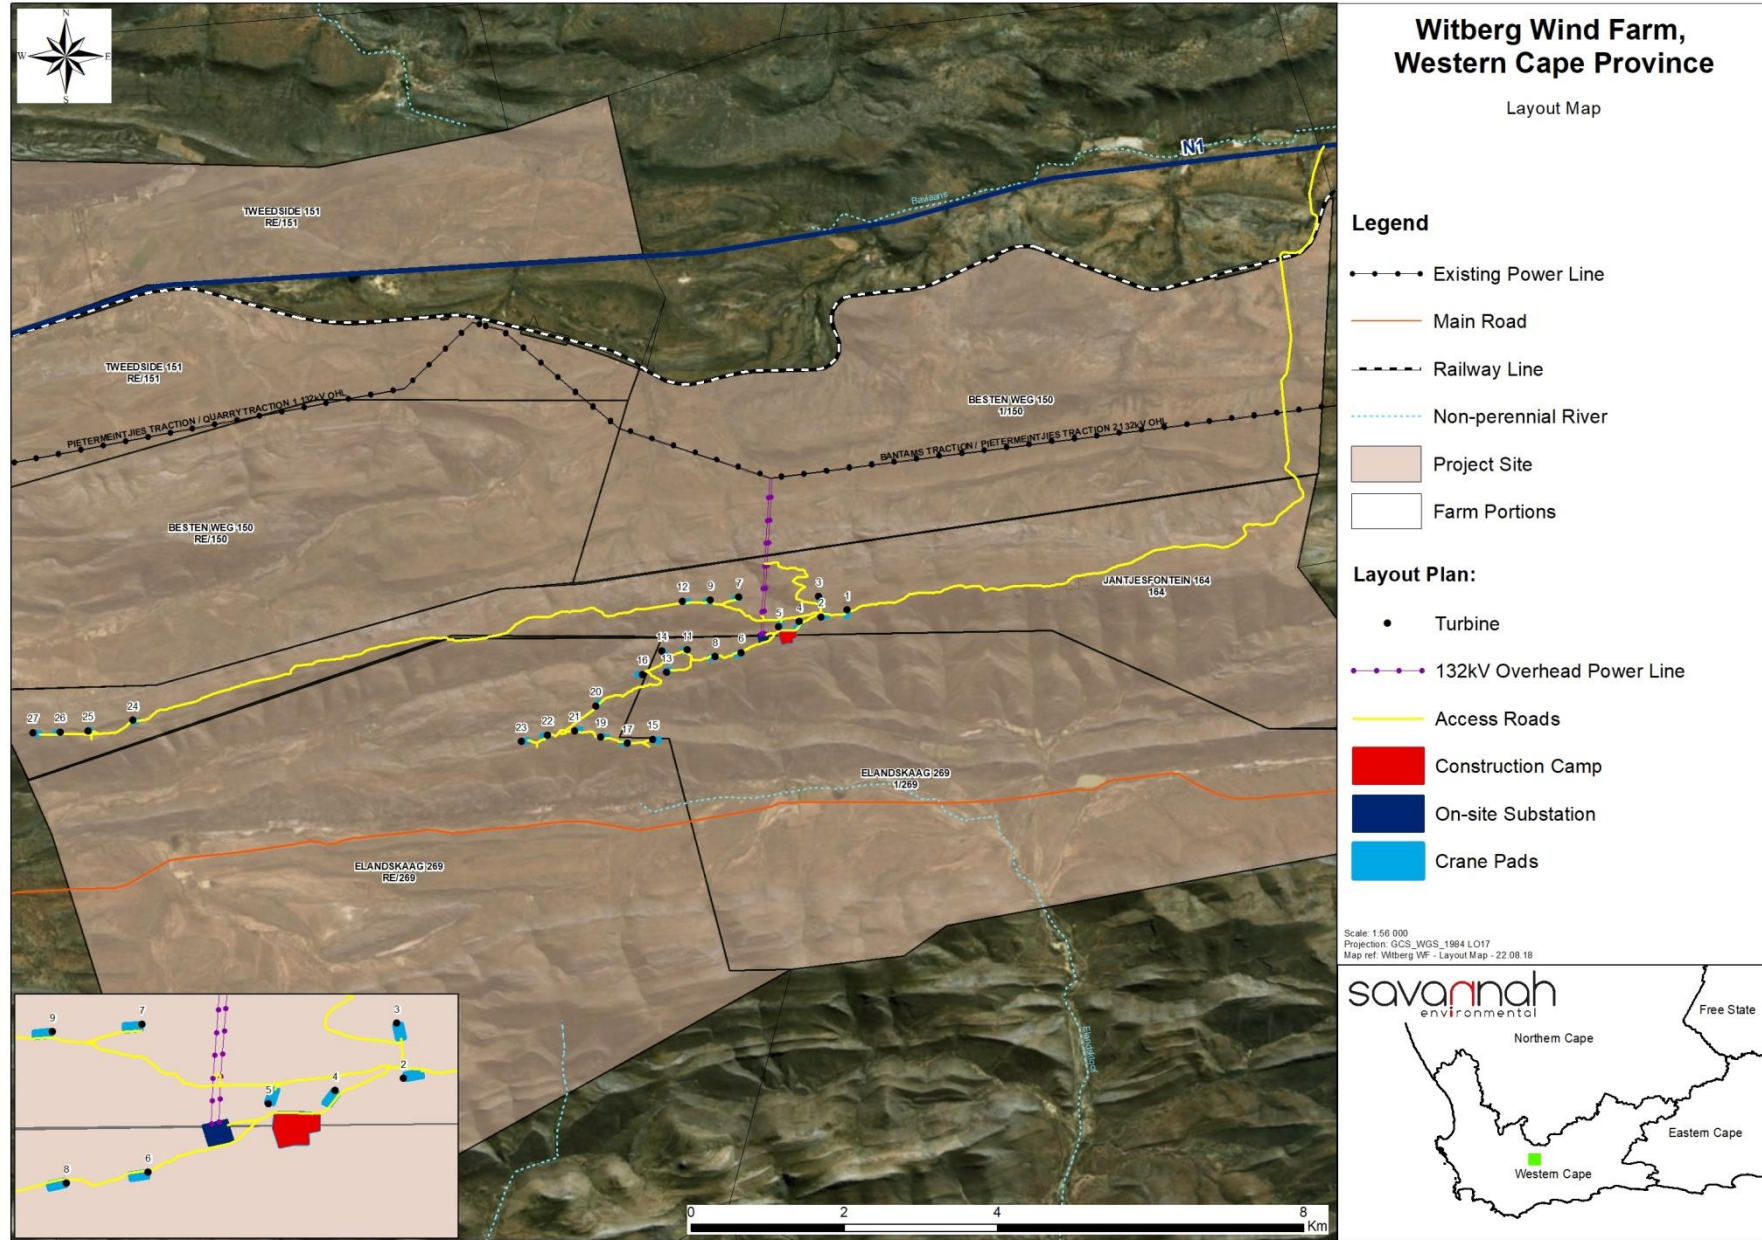 Witberg Wind Farm,
Western Cape Province
Layout Map
N
W
E
S
N1
Baviaans
TWEEDSIDE 151
RE/151
TWEEDSIDE 151
RE/151
PIETERMEINTJIES TRACTION / QUARRY TRACTION 1 132kV OHL
BESTEN WEG 150
1/150
BANTAMS TRACTION / PIETERMEINTJIES TRACTION 2 132kV OHL
BESTEN WEG 150
RE/150
JANTJESFONTEIN 164
164
12
9
7
3
1
2
4
5
14
11
8
6
16
13
20
24
27
26
25
23
22
21
19
17
15
ELANDSKAAG 269
1/269
ELANDSKAAG 269
RE/269
Elandskloof
9
7
3
2
4
5
6
8
0
2
4
8
Km
Legend
Existing Power Line
Main Road
Railway Line
Non-perennial River
Project Site
Farm Portions
Layout Plan:
Turbine
132kV Overhead Power Line
Access Roads
Construction Camp
On-site Substation
Crane Pads
Scale: 1:56 000
Projection: GCS_WGS_1984 LO17
Map ref: Witberg WF - Layout Map - 22.08.18
savannah
environmental
Free State
Northern Cape
Eastern Cape
Western Cape